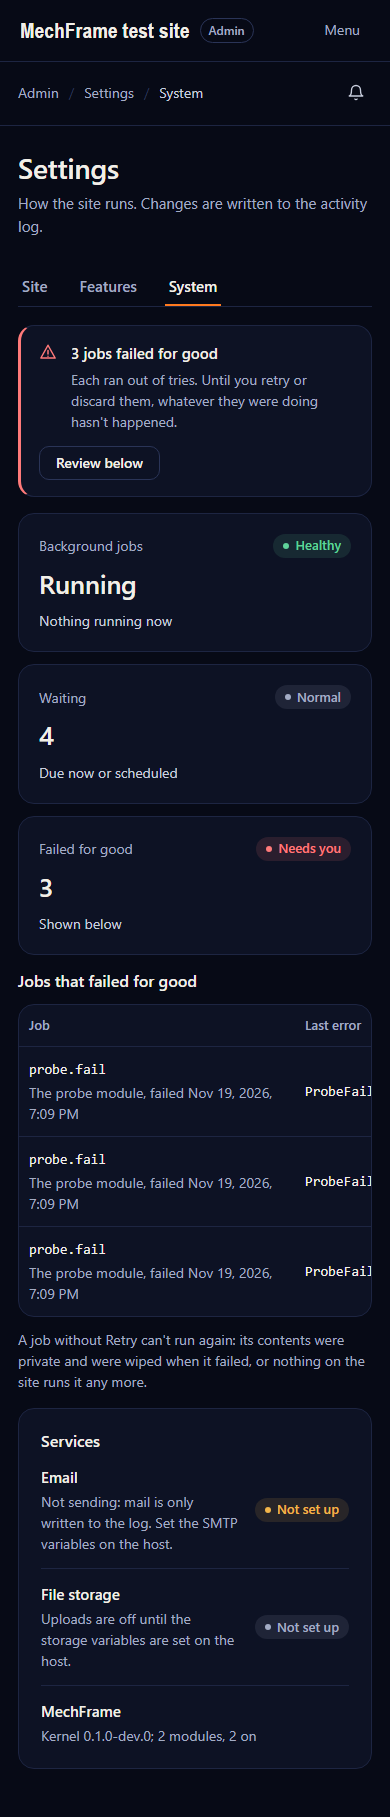 MechFrame test site Admin Menu
Admin / Settings / System
Settings
How the site runs. Changes are written to the activity
log.
Site Features System
3 jobs failed for good
Each ran out of tries. Until you retry or
discard them, whatever they were doing
hasn't happened.
Review below
Background jobs Healthy
Running
Nothing running now
Waiting Normal
4
Due now or scheduled
Failed for good Needs you
3
Shown below
Jobs that failed for good
Job Last error
probe.fail
The probe module, failed Nov 19, 2026,
7:09 PM
ProbeFail
probe.fail
The probe module, failed Nov 19, 2026,
7:09 PM
ProbeFail
probe.fail
The probe module, failed Nov 19, 2026,
7:09 PM
ProbeFail
A job without Retry can't run again: its contents were
private and were wiped when it failed, or nothing on the
site runs it any more.
Services
Email
Not sending: mail is only
written to the log. Set the SMTP
variables on the host.
Not set up
File storage
Uploads are off until the
storage variables are set on the
host.
Not set up
MechFrame
Kernel 0.1.0-dev.0; 2 modules, 2 on